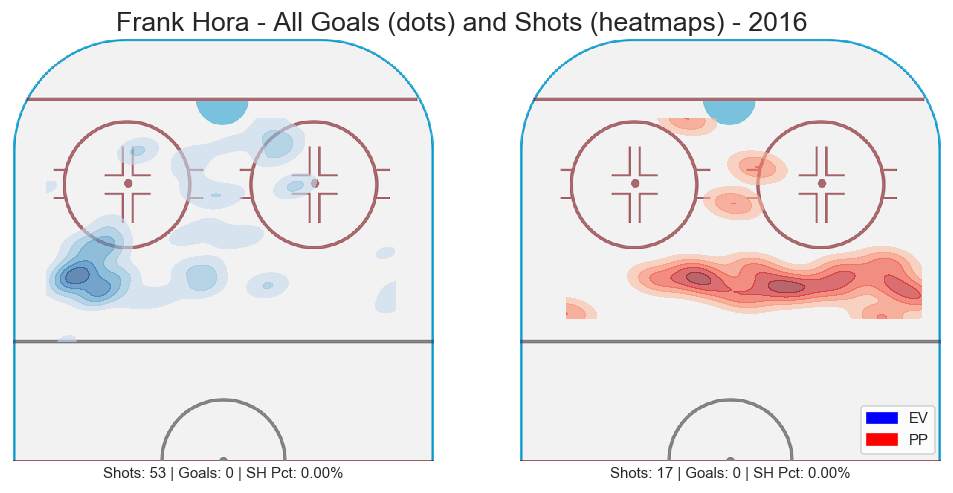 Frank Hora - All Goals (dots) and Shots (heatmaps) - 2016
EV
PP
Shots: 53 | Goals: 0 | SH Pct: 0.00%
Shots: 17 | Goals: 0 | SH Pct: 0.00%